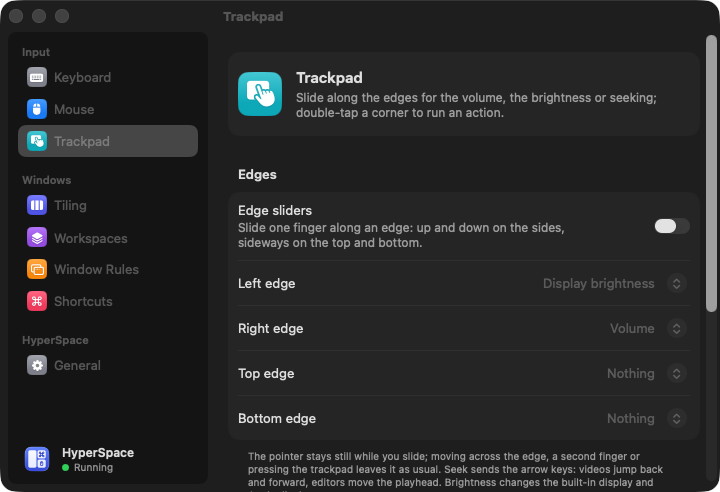 Trackpad
Input
Keyboard
Mouse
Trackpad
Windows
Tiling
Workspaces
Window Rules
Shortcuts
HyperSpace
General
HyperSpace
Running
Trackpad
Slide along the edges for the volume, the brightness or seeking;
double-tap a corner to run an action.
Edges
Edge sliders
Slide one finger along an edge: up and down on the sides,
sideways on the top and bottom.
Left edge Display brightness
Right edge Volume
Top edge Nothing
Bottom edge Nothing
The pointer stays still while you slide; moving across the edge, a second finger or
pressing the trackpad leaves it as usual. Seek sends the arrow keys: videos jump back
and forward, editors move the playhead. Brightness changes the built-in display and